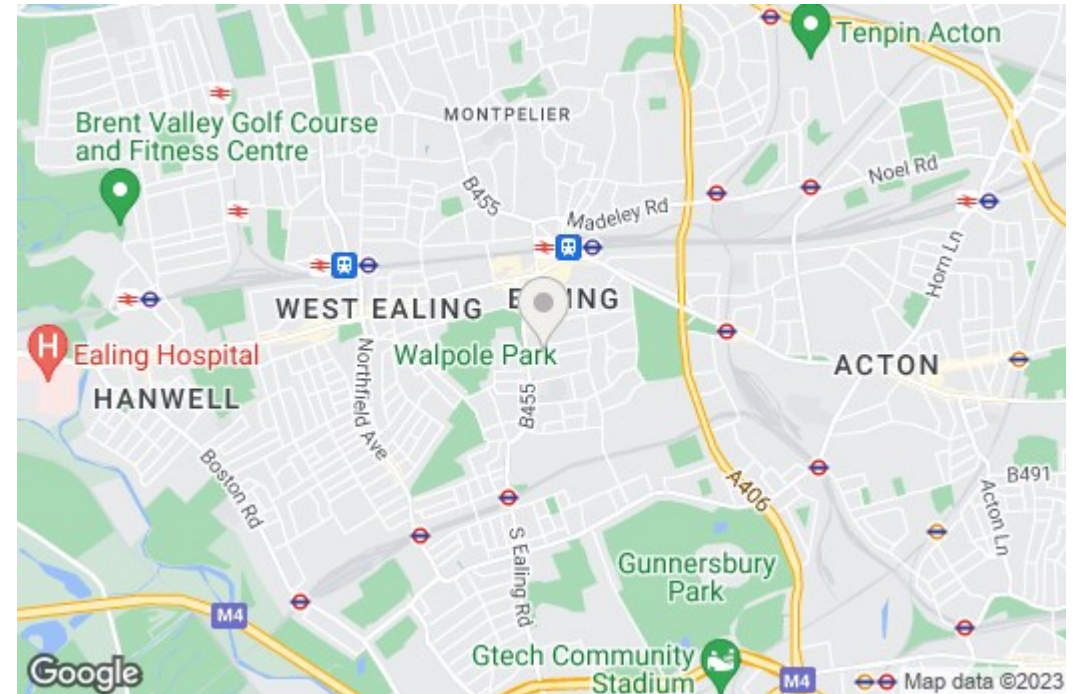 Tenpin Acton
MONTPELIER
Brent Valley Golf Course
and Fitness Centre
Noel Rd
B455
Madeley Rd
Horn Ln
WEST EALING
Walpole Park
ACTON
H
Ealing Hospital
HANWELL
Northfield Ave
B455
Boston Rd
A406
B491
Acton Ln
S Ealing Rd
Gunnersbury
Park
M4
Gtech Community
Stadium
M4
Google
Map data ©2023